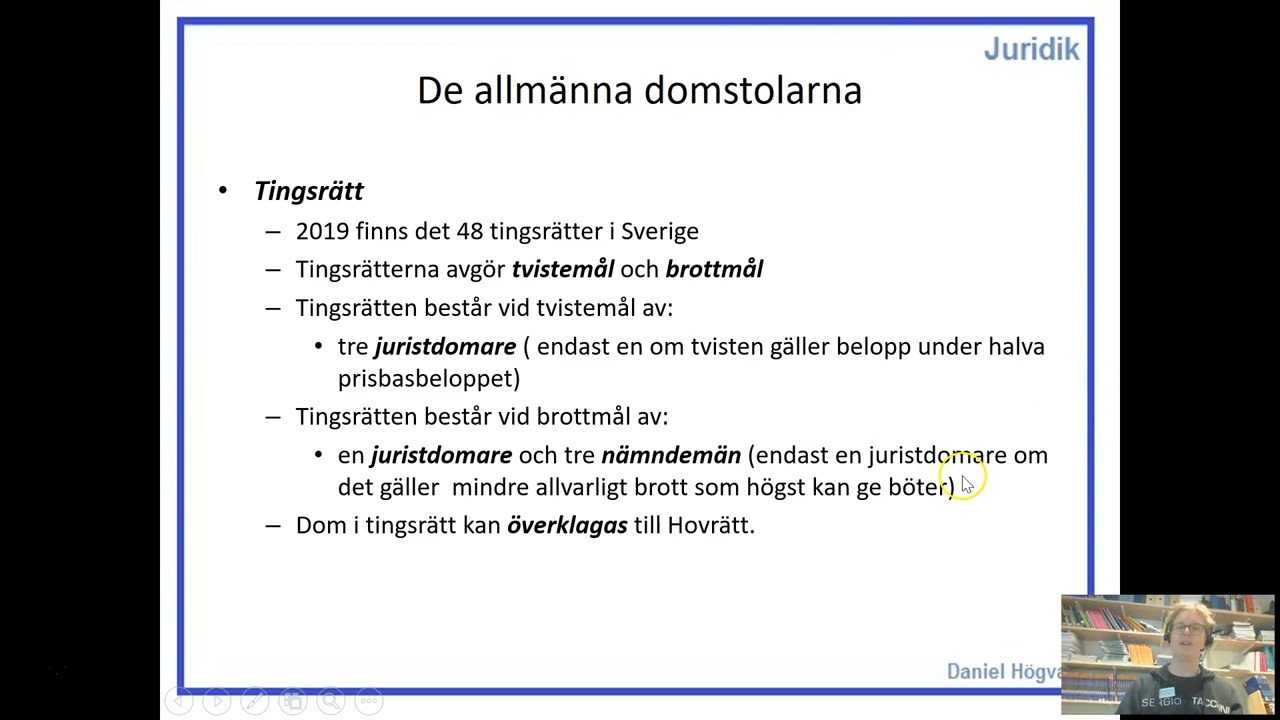 Juridik
De allmänna domstolarna
• Tingsrätt
– 2019 finns det 48 tingsrätter i Sverige
– Tingsrätterna avgör tvistemål och brottmål
– Tingsrätten består vid tvistemål av:
• tre juristdomare ( endast en om tvisten gäller belopp under halva
prisbasbeloppet)
– Tingsrätten består vid brottmål av:
• en juristdomare och tre nämndemän (endast en juristdomare om
det gäller  mindre allvarligt brott som högst kan ge böter)
– Dom i tingsrätt kan överklagas till Hovrätt.
Daniel Högva
SERGIO TACCHINI